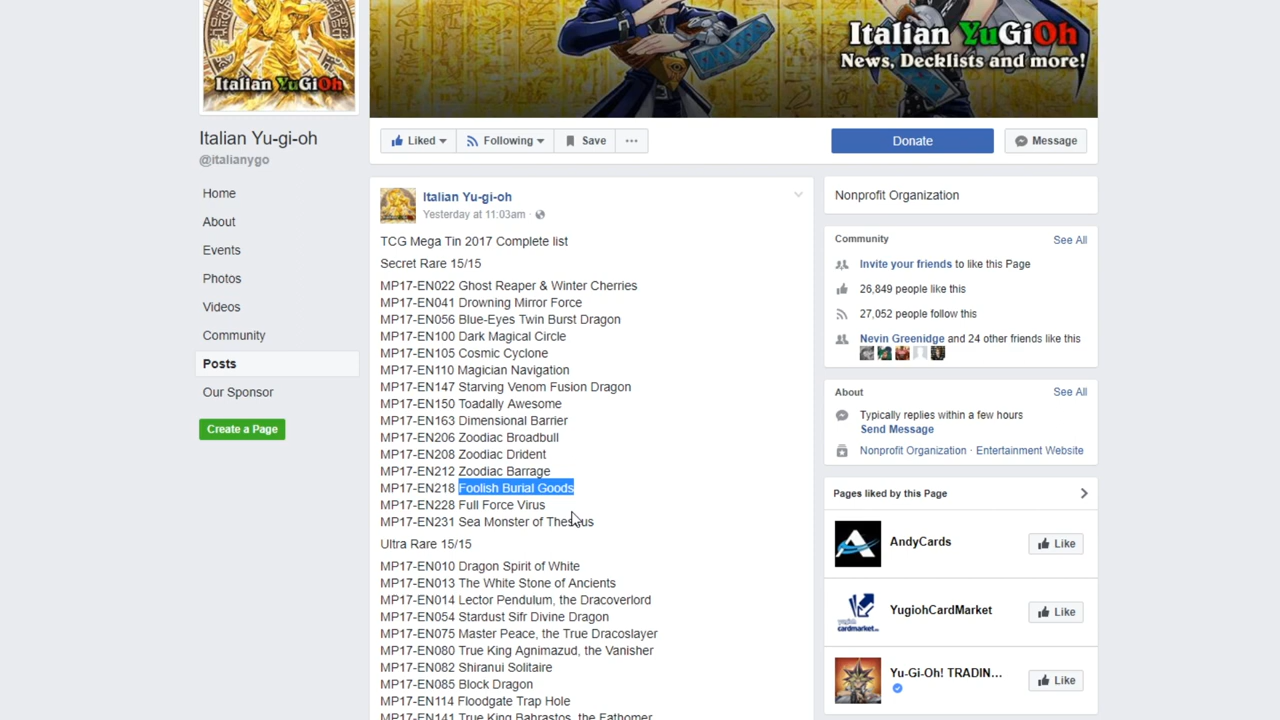 Italian YuGiOh
Italian YuGiOh
News, Decklists and more!
Italian Yu-gi-oh
@italianygo
Liked
Following
Save
Donate
Message
Home
About
Events
Photos
Videos
Community
Posts
Our Sponsor
Create a Page
Italian Yu-gi-oh
Yesterday at 11:03am
TCG Mega Tin 2017 Complete list
Secret Rare 15/15
MP17-EN022 Ghost Reaper & Winter Cherries
MP17-EN041 Drowning Mirror Force
MP17-EN056 Blue-Eyes Twin Burst Dragon
MP17-EN100 Dark Magical Circle
MP17-EN105 Cosmic Cyclone
MP17-EN110 Magician Navigation
MP17-EN147 Starving Venom Fusion Dragon
MP17-EN150 Toadally Awesome
MP17-EN163 Dimensional Barrier
MP17-EN206 Zoodiac Broadbull
MP17-EN208 Zoodiac Drident
MP17-EN212 Zoodiac Barrage
MP17-EN218 Foolish Burial Goods
MP17-EN228 Full Force Virus
MP17-EN231 Sea Monster of Theseus
Ultra Rare 15/15
MP17-EN010 Dragon Spirit of White
MP17-EN013 The White Stone of Ancients
MP17-EN014 Lector Pendulum, the Dracoverlord
MP17-EN054 Stardust Sifr Divine Dragon
MP17-EN075 Master Peace, the True Dracoslayer
MP17-EN080 True King Agnimazud, the Vanisher
MP17-EN082 Shiranui Solitaire
MP17-EN085 Block Dragon
MP17-EN114 Floodgate Trap Hole
MP17-EN141 True King Bahrastos, the Fathomer
Nonprofit Organization
Community
See All
Invite your friends to like this Page
26,849 people like this
27,052 people follow this
Nevin Greenidge and 24 other friends like this
About
See All
Typically replies within a few hours
Send Message
Nonprofit Organization · Entertainment Website
Pages liked by this Page
AndyCards
Like
YugiohCardMarket
Like
Yu-Gi-Oh! TRADIN...
Like